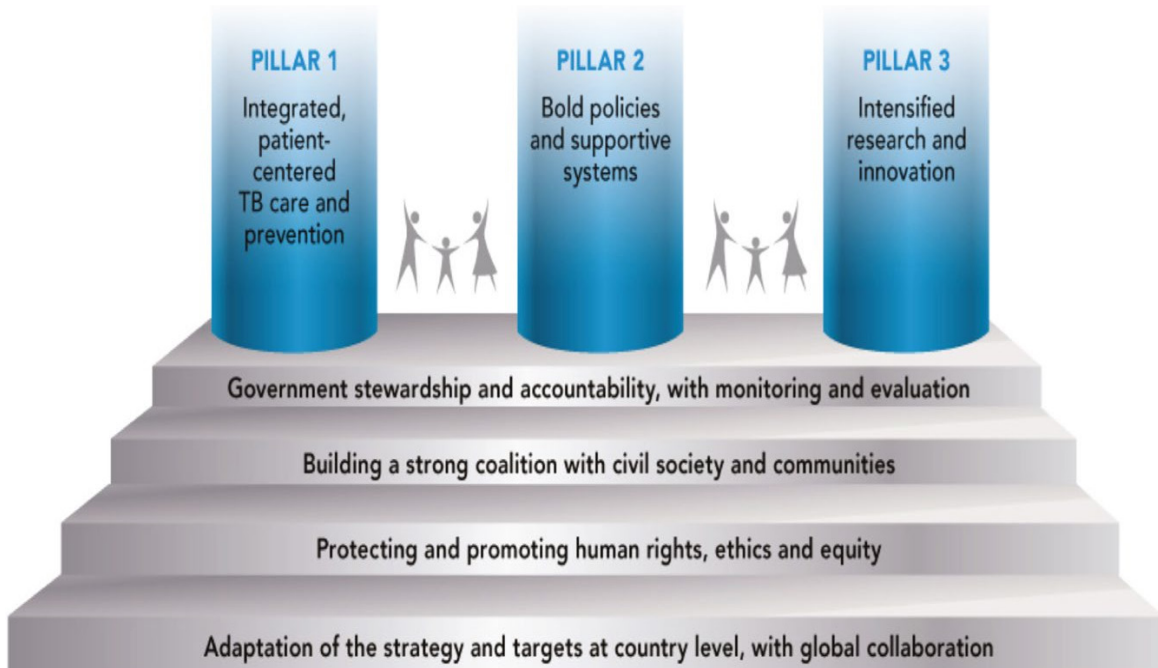 PILLAR 1
Integrated,
patient-
centered
TB care and
prevention
PILLAR 2
Bold policies
and supportive
systems
PILLAR 3
Intensified
research and
innovation
Government stewardship and accountability, with monitoring and evaluation
Building a strong coalition with civil society and communities
Protecting and promoting human rights, ethics and equity
Adaptation of the strategy and targets at country level, with global collaboration